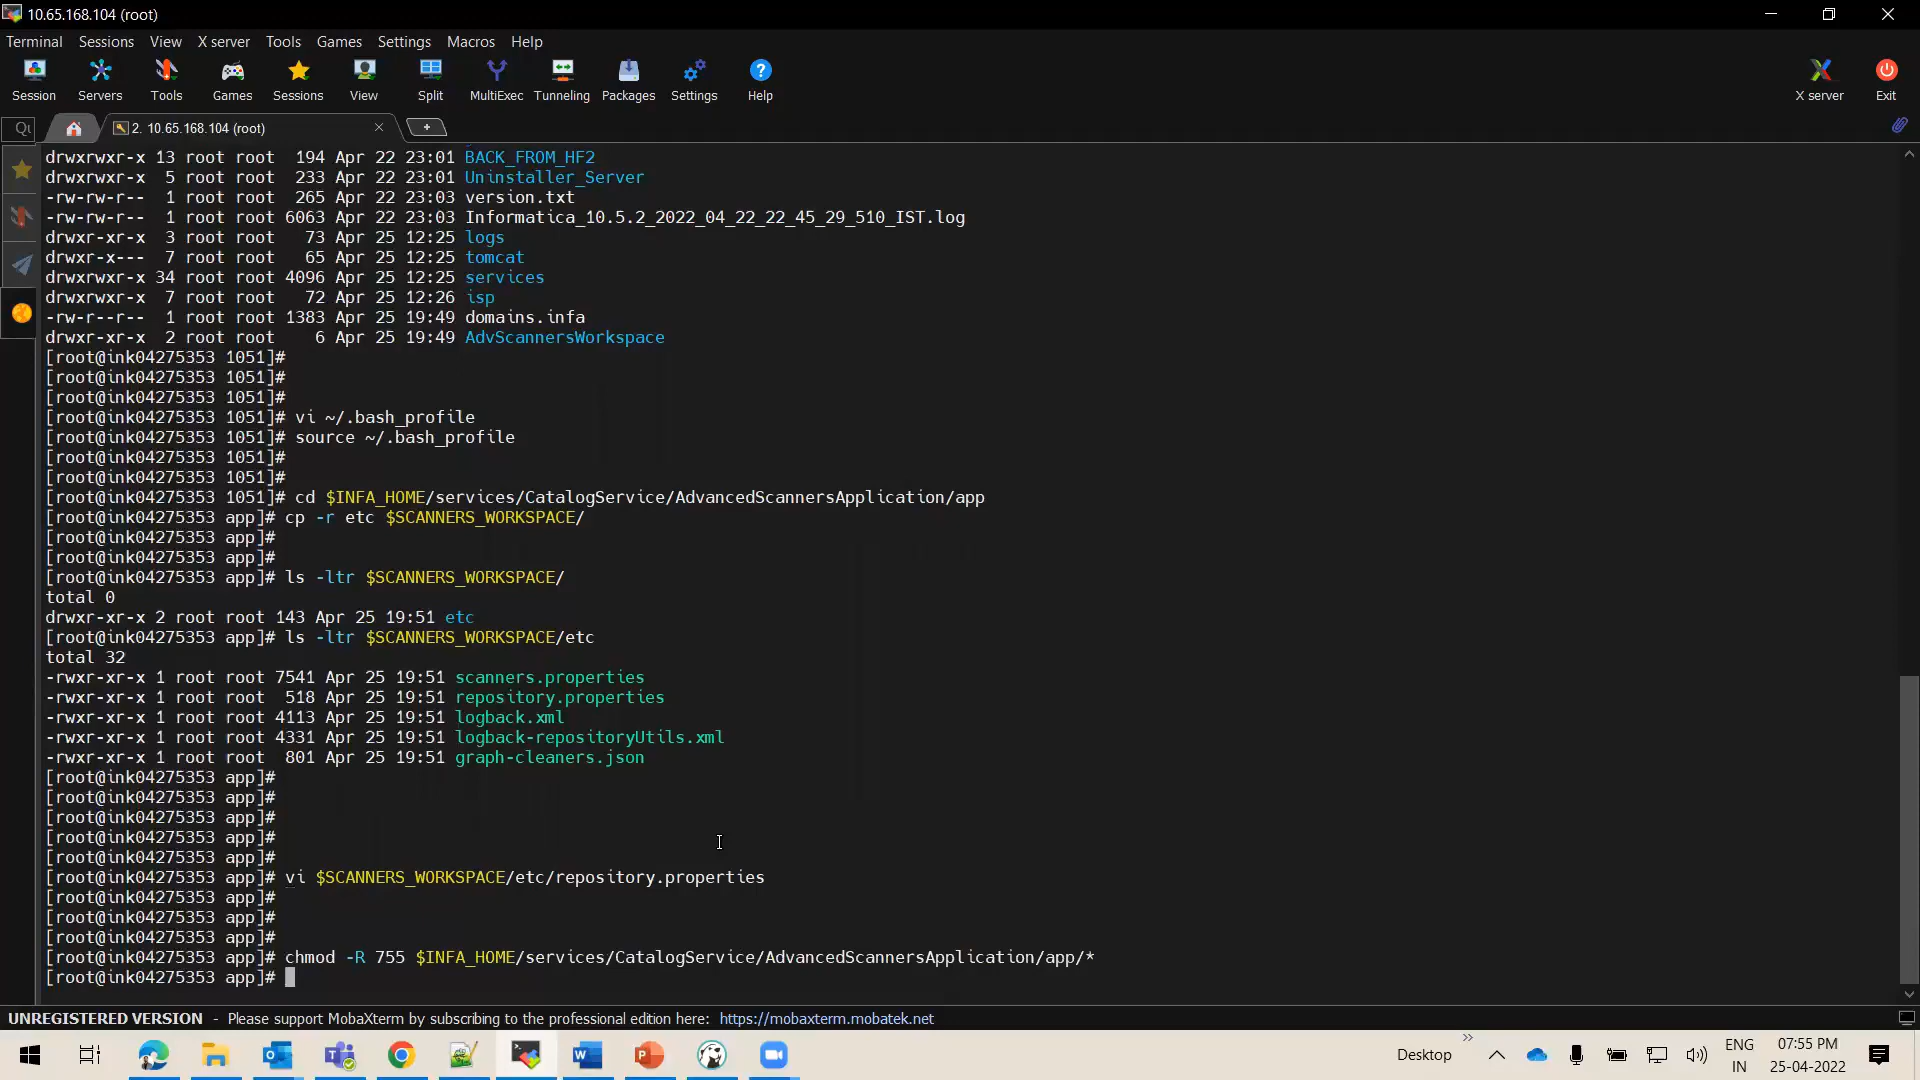 10.65.168.104 (root)
Terminal Sessions View X server Tools Games Settings Macros Help
Session Servers Tools Games Sessions View Split MultiExec Tunneling Packages Settings Help X server Exit
2. 10.65.168.104 (root)
drwxrwxr-x 13 root root 194 Apr 22 23:01 BACK_FROM_HF2
drwxrwxr-x 5 root root 233 Apr 22 23:01 Uninstaller_Server
-rw-rw-r-- 1 root root 265 Apr 22 23:03 version.txt
-rw-rw-r-- 1 root root 6063 Apr 22 23:03 Informatica_10.5.2_2022_04_22_22_45_29_510_IST.log
drwxr-xr-x 3 root root 73 Apr 25 12:25 logs
drwxr-x--- 7 root root 65 Apr 25 12:25 tomcat
drwxrwxr-x 34 root root 4096 Apr 25 12:25 services
drwxrwxr-x 7 root root 72 Apr 25 12:26 isp
-rw-r--r-- 1 root root 1383 Apr 25 19:49 domains.infa
drwxr-xr-x 2 root root 6 Apr 25 19:49 AdvScannersWorkspace
[root@ink04275353 1051]#
[root@ink04275353 1051]#
[root@ink04275353 1051]#
[root@ink04275353 1051]# vi ~/.bash_profile
[root@ink04275353 1051]# source ~/.bash_profile
[root@ink04275353 1051]#
[root@ink04275353 1051]#
[root@ink04275353 1051]# cd $INFA_HOME/services/CatalogService/AdvancedScannersApplication/app
[root@ink04275353 app]# cp -r etc $SCANNERS_WORKSPACE/
[root@ink04275353 app]#
[root@ink04275353 app]#
[root@ink04275353 app]# ls -ltr $SCANNERS_WORKSPACE/
total 0
drwxr-xr-x 2 root root 143 Apr 25 19:51 etc
[root@ink04275353 app]# ls -ltr $SCANNERS_WORKSPACE/etc
total 32
-rwxr-xr-x 1 root root 7541 Apr 25 19:51 scanners.properties
-rwxr-xr-x 1 root root 518 Apr 25 19:51 repository.properties
-rwxr-xr-x 1 root root 4113 Apr 25 19:51 logback.xml
-rwxr-xr-x 1 root root 4331 Apr 25 19:51 logback-repositoryUtils.xml
-rwxr-xr-x 1 root root 801 Apr 25 19:51 graph-cleaners.json
[root@ink04275353 app]#
[root@ink04275353 app]#
[root@ink04275353 app]#
[root@ink04275353 app]#
[root@ink04275353 app]#
[root@ink04275353 app]# vi $SCANNERS_WORKSPACE/etc/repository.properties
[root@ink04275353 app]#
[root@ink04275353 app]#
[root@ink04275353 app]#
[root@ink04275353 app]# chmod -R 755 $INFA_HOME/services/CatalogService/AdvancedScannersApplication/app/*
[root@ink04275353 app]#
UNREGISTERED VERSION - Please support MobaXterm by subscribing to the professional edition here: https://mobaxterm.mobatek.net
Desktop
ENG
IN
07:55 PM
25-04-2022